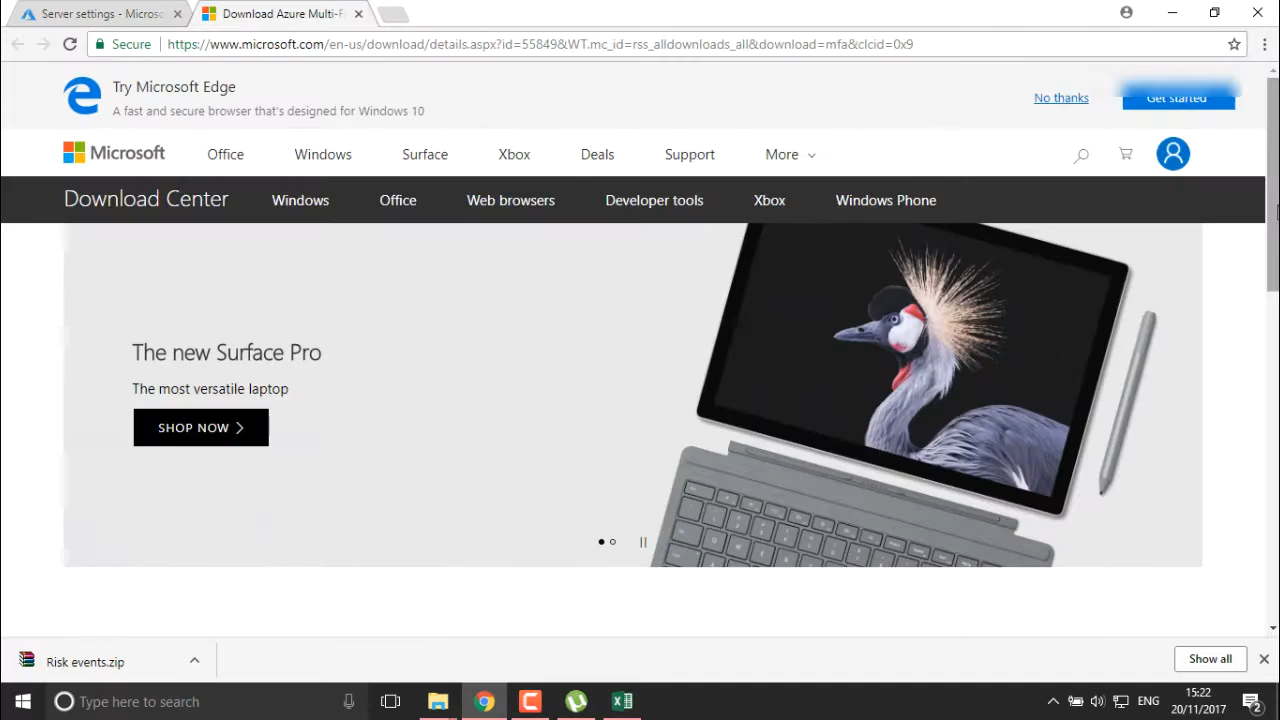 Server settings - Microso
Download Azure Multi-F
Secure
https://www.microsoft.com/en-us/download/details.aspx?id=55849&WT.mc_id=rss_alldownloads_all&download=mfa&clcid=0x9
Try Microsoft Edge
A fast and secure browser that's designed for Windows 10
No thanks
Get started
Microsoft
Office
Windows
Surface
Xbox
Deals
Support
More
Download Center
Windows
Office
Web browsers
Developer tools
Xbox
Windows Phone
The new Surface Pro
The most versatile laptop
SHOP NOW
Risk events.zip
Show all
Type here to search
ENG
15:22
20/11/2017
2